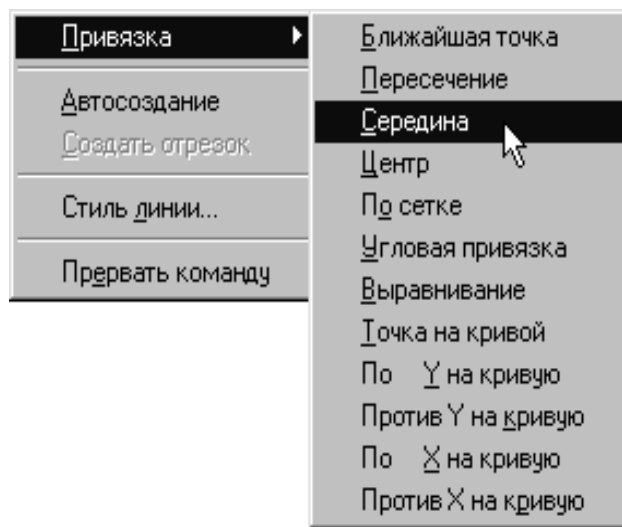 Привязка
Автосоздание
Создать отрезок
Стиль линии...
Прервать команду
Ближайшая точка
Пересечение
Середина
Центр
По сетке
Угловая привязка
Выравнивание
Точка на кривой
По Y на кривую
Против Y на кривую
По X на кривую
Против X на кривую